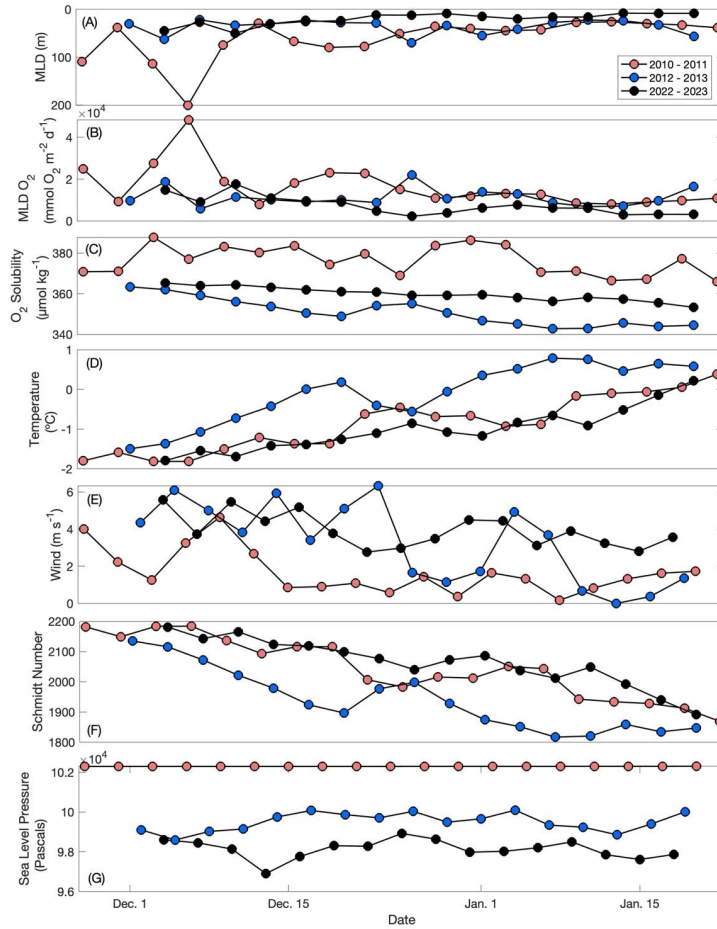 (A)
0
100
200
MLD (m)
2010 - 2011
2012 - 2013
2022 - 2023
×10⁴
(B)
4
2
0
MLD O₂
(mmol O₂ m⁻² d⁻¹)
(C)
380
360
340
O₂ Solubility
(μmol kg⁻¹)
(D)
1
0
-1
-2
Temperature
(°C)
(E)
6
4
2
0
Wind (m⁻¹)
2200
2100
2000
1900
1800
Schmidt Number
(F)
×10⁴
10.2
10
9.8
9.6
Sea Level Pressure
(Pascals)
(G)
Dec. 1
Dec. 15
Jan. 1
Jan. 15
Date